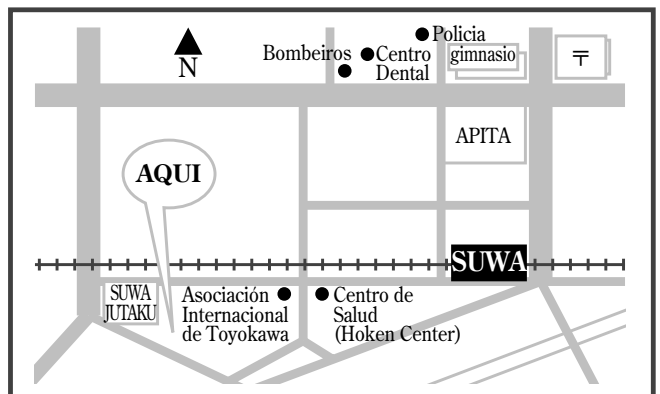 Policia
Bombeiros
Centro
Dental
gimnasio
〒
N
APITA
AQUI
SUWA
SUWA
JUTAKU
Asociación
Internacional
de Toyokawa
Centro de
Salud
(Hoken Center)